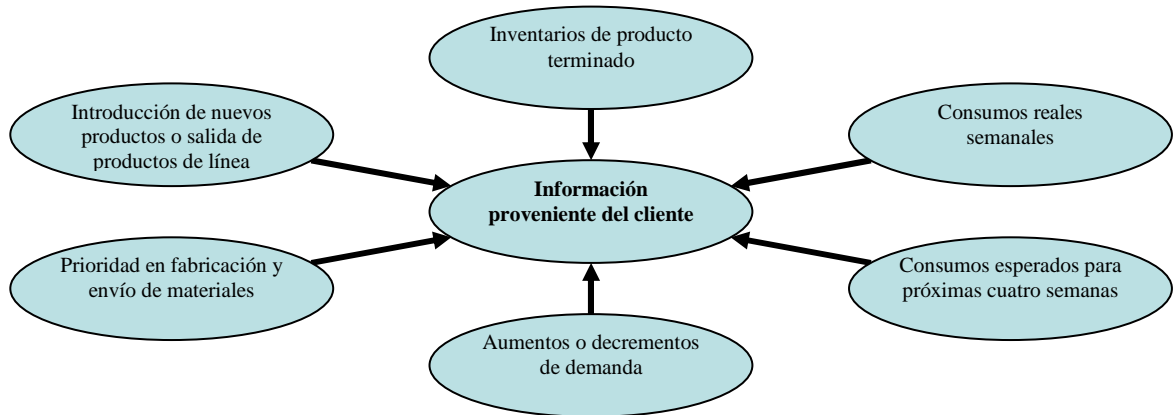 Inventarios de producto
terminado
Introducción de nuevos
productos o salida de
productos de línea
Consumos reales
semanales
Información
proveniente del cliente
Prioridad en fabricación y
envío de materiales
Consumos esperados para
próximas cuatro semanas
Aumentos o decrementos
de demanda